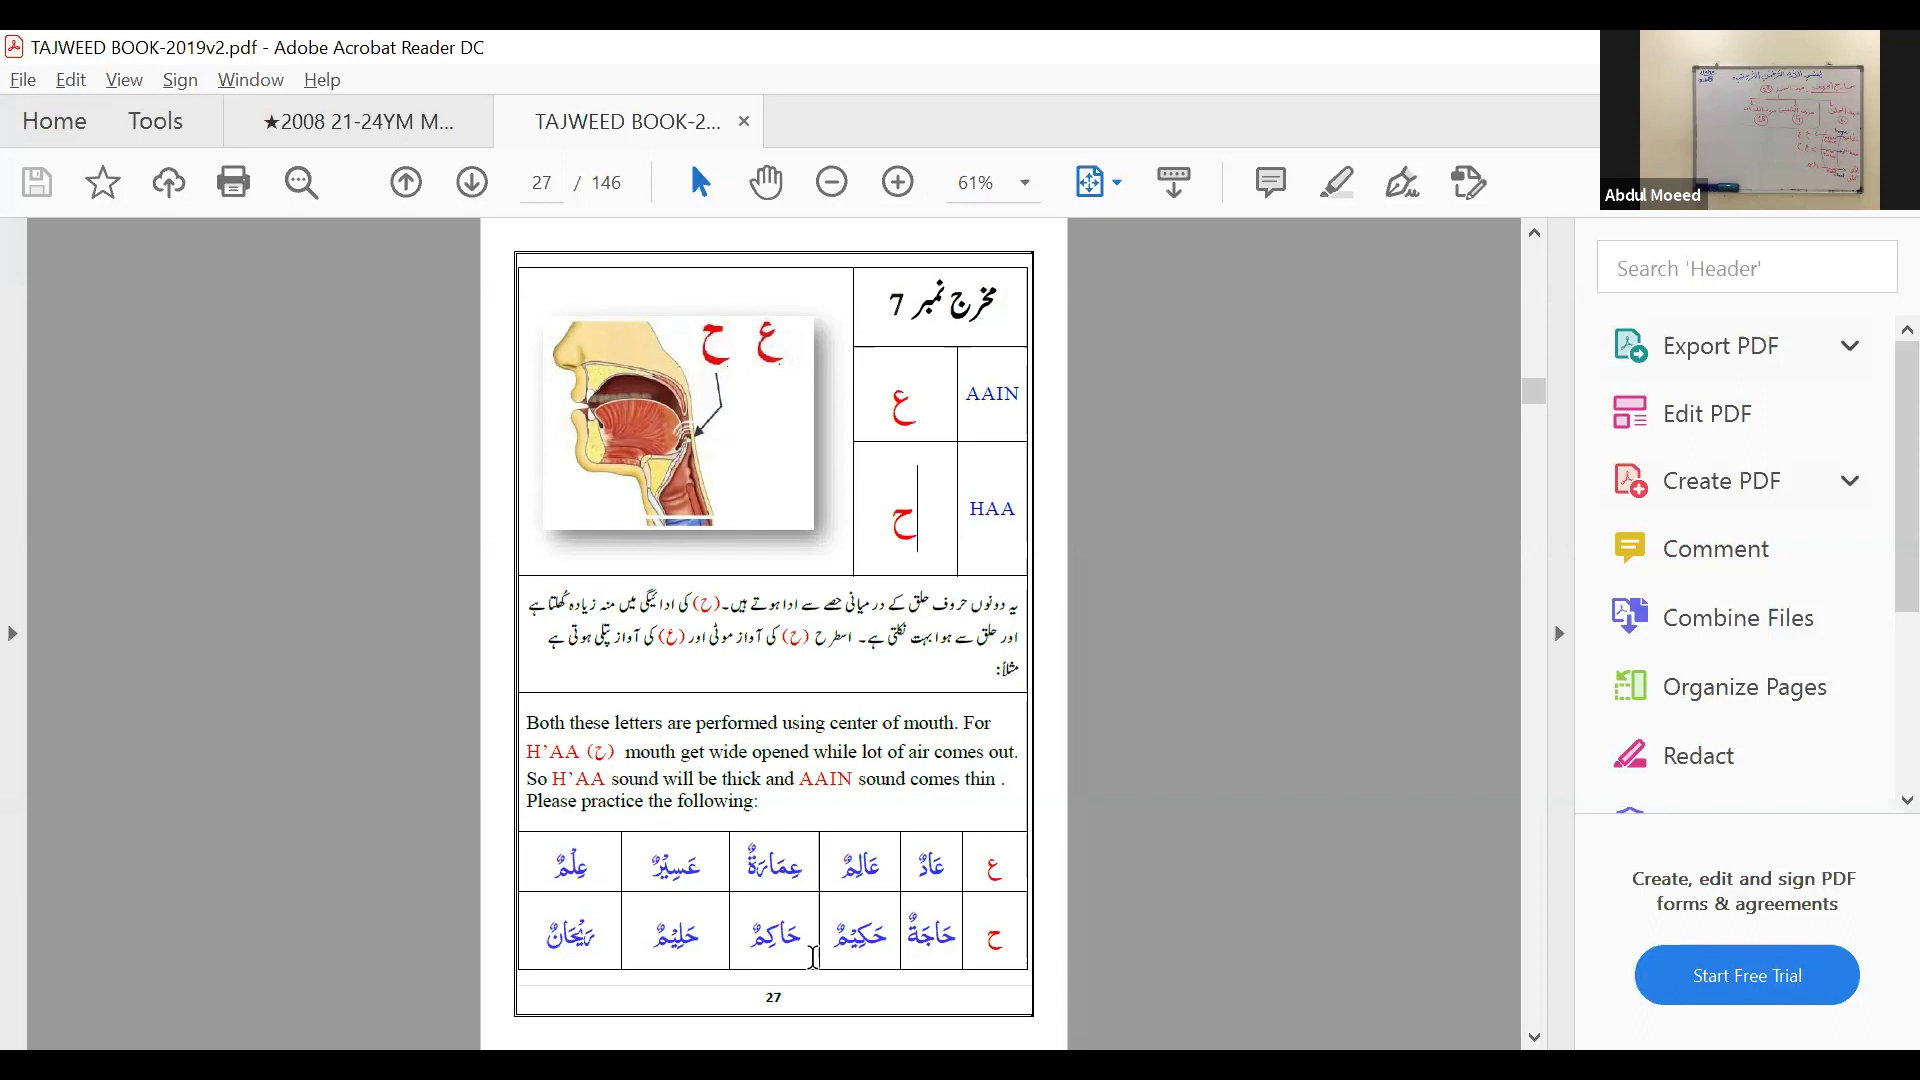 TAJWEED BOOK-2019v2.pdf - Adobe Acrobat Reader DC
File Edit View Sign Window Help
Home Tools ★2008 21-24YM M... TAJWEED BOOK-2... ×
27 / 146 61%
Abdul Moeed
Search 'Header'
Export PDF
Edit PDF
Create PDF
Comment
Combine Files
Organize Pages
Redact
Create, edit and sign PDF
forms & agreements
Start Free Trial
مخرج نمبر 7
ع ح
ع AAIN
ح HAA
یہ دونوں حروف حلق کے درمیانی حصے سے ادا ہوتے ہیں۔ (ح) کی ادائیگی میں منہ زیادہ کُھلتا ہے
اور حلق سے ہوا بہت نکلتی ہے۔ اسطرح (ح) کی آواز موٹی اور (ع) کی آواز پتلی ہوتی ہے
مثلاً:
Both these letters are performed using center of mouth. For
H’AA (ح) mouth get wide opened while lot of air comes out.
So H’AA sound will be thick and AAIN sound comes thin .
Please practice the following:
ع عَادٌ عَالِمٌ عِمَارَةٌ عَسِيْرٌ عِلْمٌ
ح حَاجَةٌ حَكِيْمٌ حَاكِمٌ حَلِيْمٌ رَيْحَانٌ
27